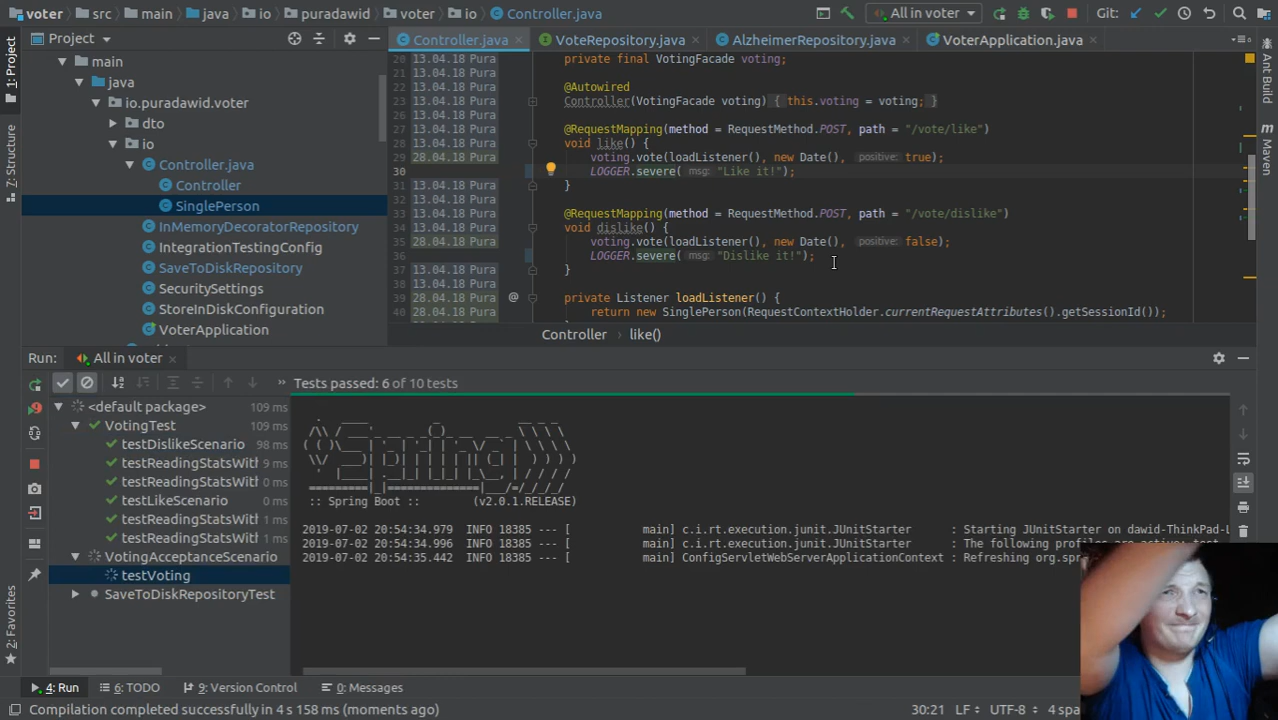 voter src main java io puradawid voter io Controller.java
All in voter
Git:
1: Project
7: Structure
2: Favorites
Project
main
java
io.puradawid.voter
dto
io
Controller.java
Controller
SinglePerson
InMemoryDecoratorRepository
IntegrationTestingConfig
SaveToDiskRepository
SecuritySettings
StoreInDiskConfiguration
VoterApplication
Controller.java VoteRepository.java AlzheimerRepository.java VoterApplication.java
20 13.04.18 Pura private final VotingFacade voting;
21 13.04.18 Pura
22 13.04.18 Pura @Autowired
23 13.04.18 Pura Controller(VotingFacade voting) { this.voting = voting; }
26 13.04.18 Pura
27 13.04.18 Pura @RequestMapping(method = RequestMethod.POST, path = "/vote/like")
28 13.04.18 Pura void like() {
29 28.04.18 Pura voting.vote(loadListener(), new Date(), positive: true);
30 LOGGER.severe( msg: "Like it!");
31 13.04.18 Pura }
32 13.04.18 Pura
33 13.04.18 Pura @RequestMapping(method = RequestMethod.POST, path = "/vote/dislike")
34 13.04.18 Pura void dislike() {
35 28.04.18 Pura voting.vote(loadListener(), new Date(), positive: false);
36 LOGGER.severe( msg: "Dislike it!");
37 13.04.18 Pura }
38 13.04.18 Pura
39 28.04.18 Pura @ private Listener loadListener() {
40 28.04.18 Pura return new SinglePerson(RequestContextHolder.currentRequestAttributes().getSessionId());
Controller like()
Ant Build
Maven
Run: All in voter
Tests passed: 6 of 10 tests
<default package> 109 ms
VotingTest 109 ms
testDislikeScenario 98 ms
testReadingStatsWith 9 ms
testReadingStatsWith 0 ms
testLikeScenario 0 ms
testReadingStatsWith 1 ms
testReadingStatsWith 1 ms
VotingAcceptanceScenario
testVoting
SaveToDiskRepositoryTest
:: Spring Boot :: (v2.0.1.RELEASE)
2019-07-02 20:54:34.979 INFO 18385 --- [ main] c.i.rt.execution.junit.JUnitStarter : Starting JUnitStarter on dawid-ThinkPad-L
2019-07-02 20:54:34.996 INFO 18385 --- [ main] c.i.rt.execution.junit.JUnitStarter : The following profiles are active: test
2019-07-02 20:54:35.442 INFO 18385 --- [ main] ConfigServletWebServerApplicationContext : Refreshing org.spr
4: Run 6: TODO 9: Version Control 0: Messages
Compilation completed successfully in 4 s 158 ms (moments ago)
30:21 LF UTF-8 4 spa